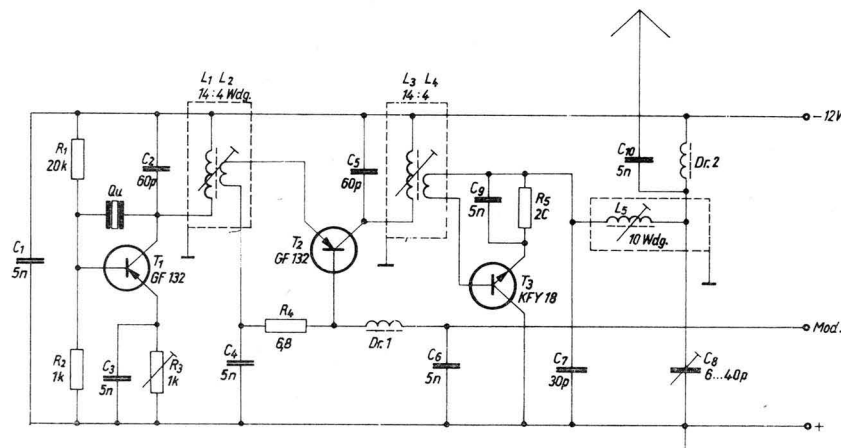 L1 L2
14:4 Wdg.
L3 L4
14:4
-12V
R1
20k
C2
60p
C5
60p
C10
5n
Dr.2
Qu
C9
5n
R5
2C
L5
10 Wdg.
C1
5n
T1
GF 132
T2
GF 132
T3
KFY 18
R4
6,8
Dr.1
Mod.
R2
1k
C3
5n
R3
1k
C4
5n
C6
5n
C7
30p
C8
6...40p
+